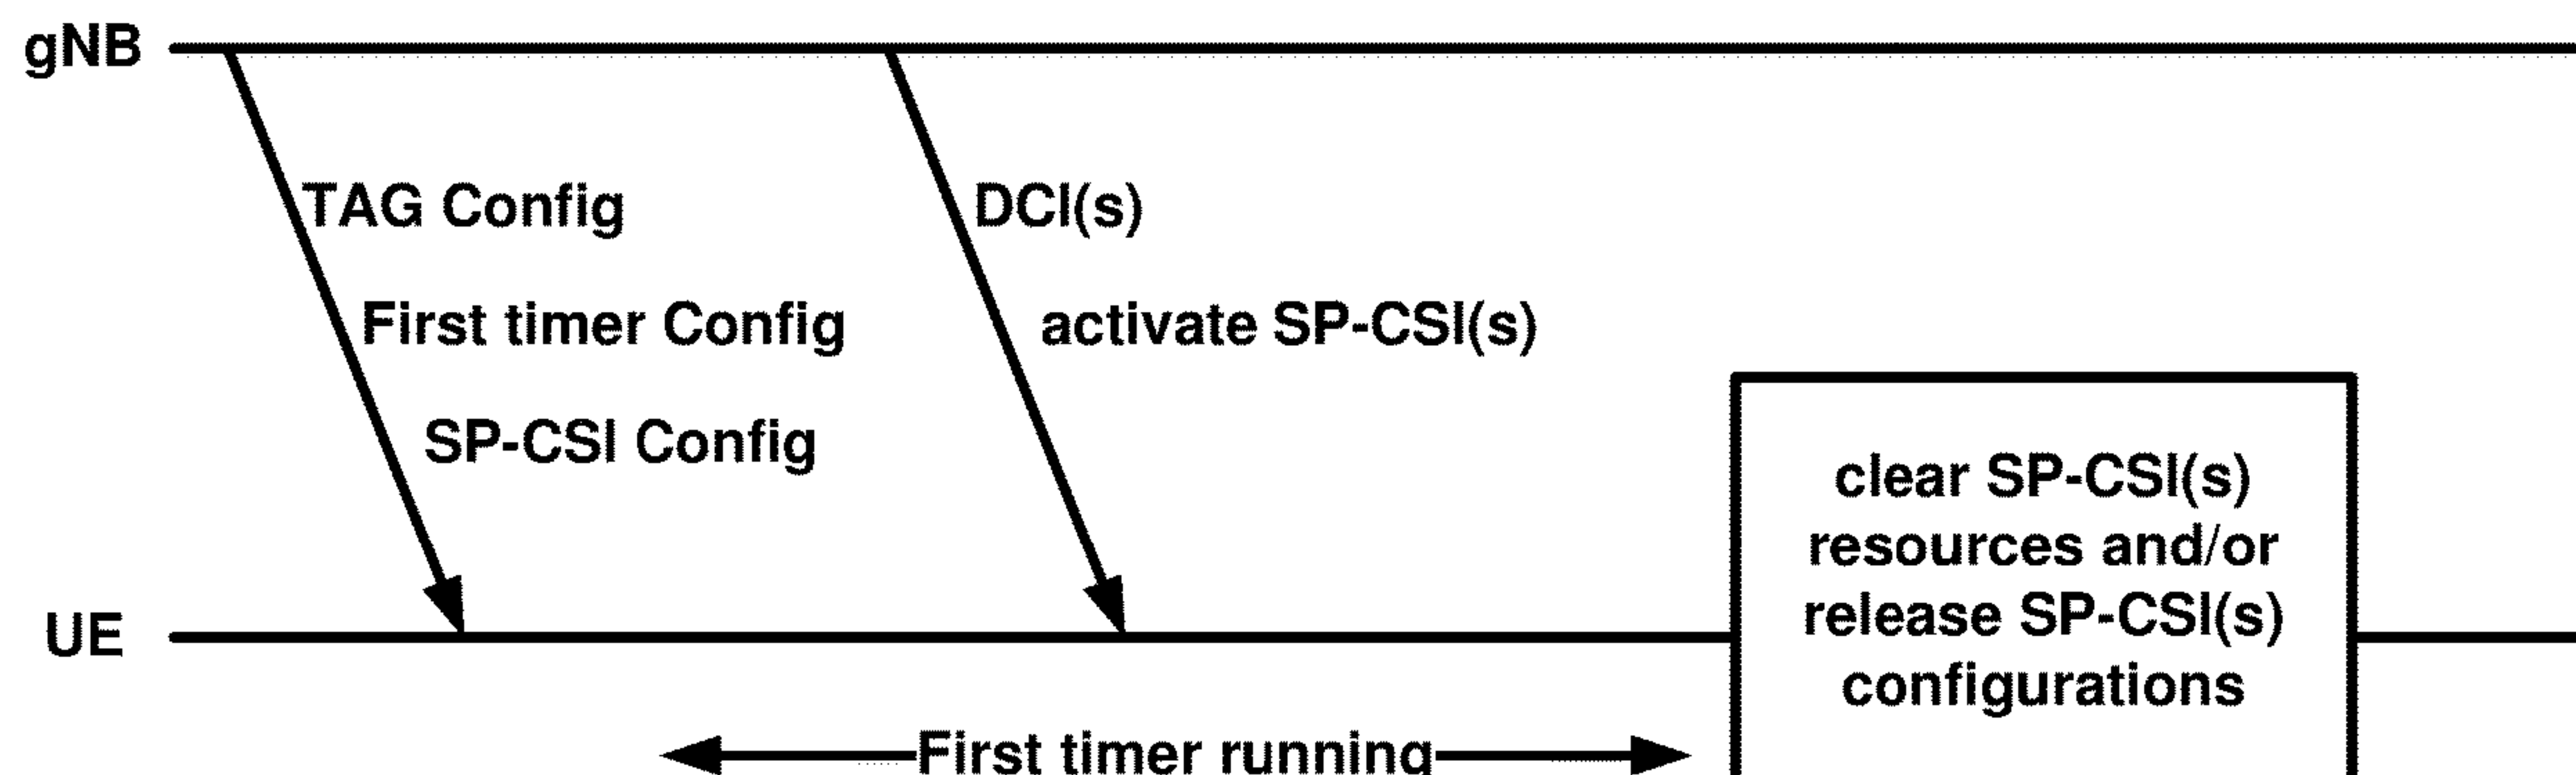 gNB
TAG Config
First timer Config
SP-CSI Config
DCI(s)
activate SP-CSI(s)
clear SP-CSI(s)
resources and/or
release SP-CSI(s)
configurations
UE
First timer running